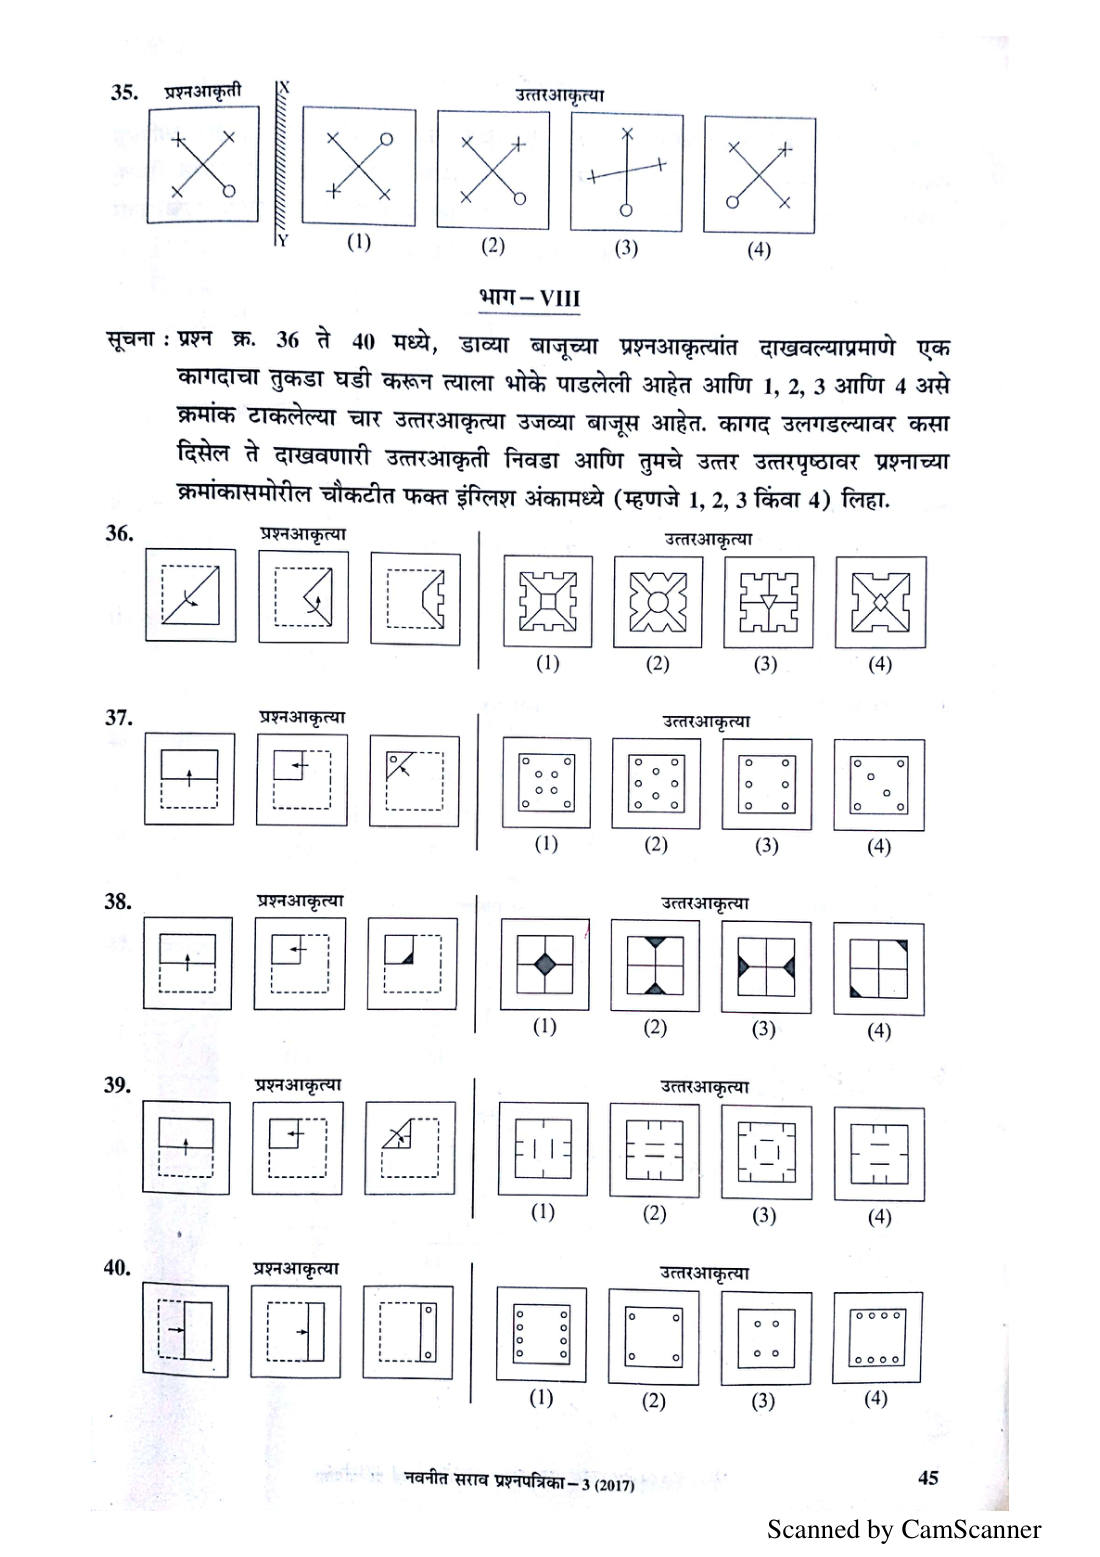 35. प्रश्नआकृती X उत्तरआकृत्या
Y (1) (2) (3) (4)
भाग – VIII
सूचना : प्रश्न क्र. 36 ते 40 मध्ये, डाव्या बाजूच्या प्रश्नआकृत्यांत दाखवल्याप्रमाणे एक
कागदाचा तुकडा घडी करून त्याला भोके पाडलेली आहेत आणि 1, 2, 3 आणि 4 असे
क्रमांक टाकलेल्या चार उत्तरआकृत्या उजव्या बाजूस आहेत. कागद उलगडल्यावर कसा
दिसेल ते दाखवणारी उत्तरआकृती निवडा आणि तुमचे उत्तर उत्तरपृष्ठावर प्रश्नाच्या
क्रमांकासमोरील चौकटीत फक्त इंग्लिश अंकामध्ये (म्हणजे 1, 2, 3 किंवा 4) लिहा.
36. प्रश्नआकृत्या उत्तरआकृत्या
(1) (2) (3) (4)
37. प्रश्नआकृत्या उत्तरआकृत्या
(1) (2) (3) (4)
38. प्रश्नआकृत्या उत्तरआकृत्या
(1) (2) (3) (4)
39. प्रश्नआकृत्या उत्तरआकृत्या
(1) (2) (3) (4)
40. प्रश्नआकृत्या उत्तरआकृत्या
(1) (2) (3) (4)
नवनीत सराव प्रश्नपत्रिका – 3 (2017) 45
Scanned by CamScanner